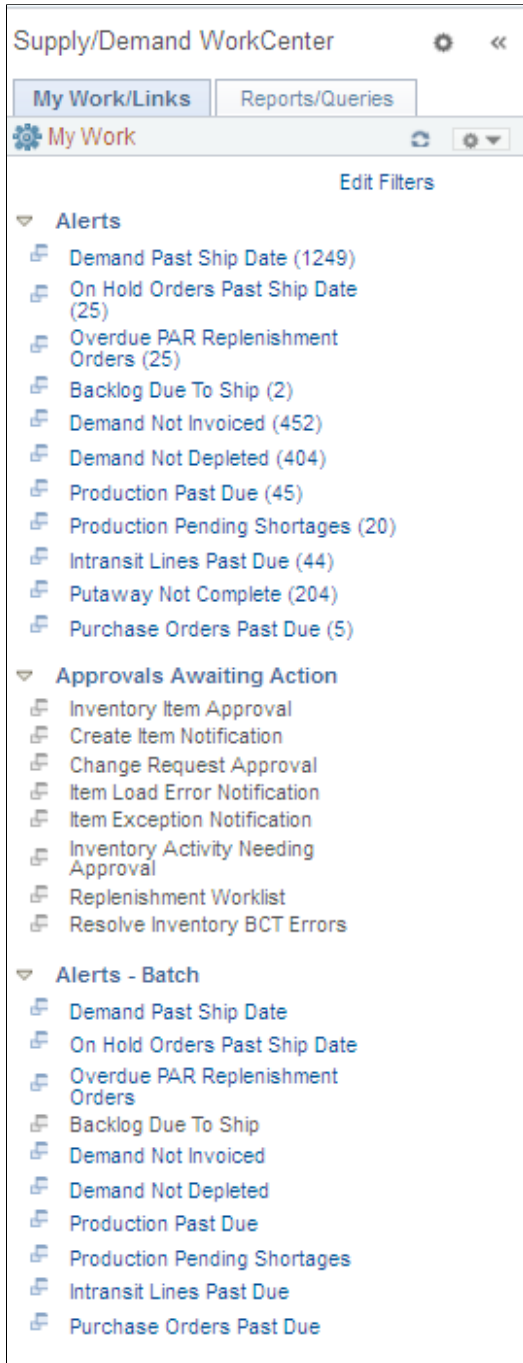 Supply/Demand WorkCenter
My Work/Links
Reports/Queries
My Work
Edit Filters
Alerts
Demand Past Ship Date (1249)
On Hold Orders Past Ship Date
(25)
Overdue PAR Replenishment
Orders (25)
Backlog Due To Ship (2)
Demand Not Invoiced (452)
Demand Not Depleted (404)
Production Past Due (45)
Production Pending Shortages (20)
Intransit Lines Past Due (44)
Putaway Not Complete (204)
Purchase Orders Past Due (5)
Approvals Awaiting Action
Inventory Item Approval
Create Item Notification
Change Request Approval
Item Load Error Notification
Item Exception Notification
Inventory Activity Needing
Approval
Replenishment Worklist
Resolve Inventory BCT Errors
Alerts - Batch
Demand Past Ship Date
On Hold Orders Past Ship Date
Overdue PAR Replenishment
Orders
Backlog Due To Ship
Demand Not Invoiced
Demand Not Depleted
Production Past Due
Production Pending Shortages
Intransit Lines Past Due
Purchase Orders Past Due